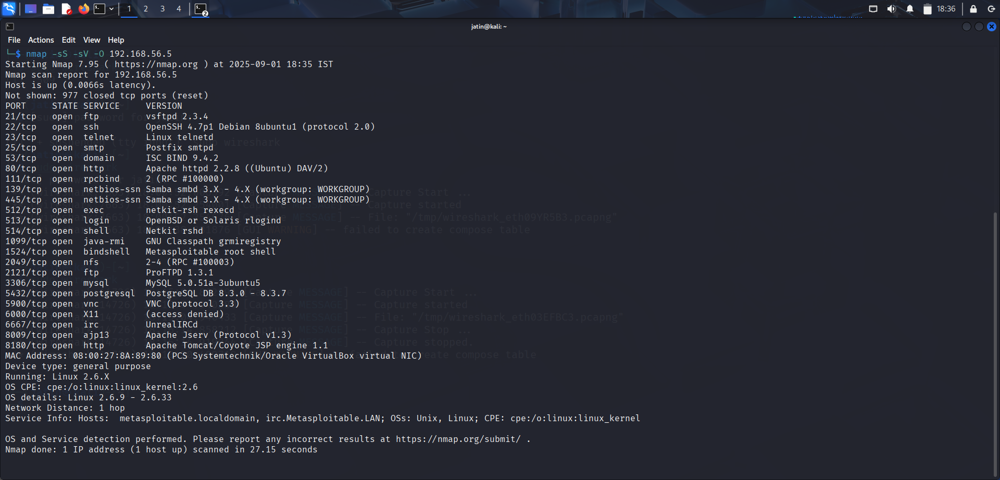 1 2 3 4 2 18:36
jatin@kali: ~
File Actions Edit View Help
└─$ nmap -sS -sV -O 192.168.56.5
Starting Nmap 7.95 ( https://nmap.org ) at 2025-09-01 18:35 IST
Nmap scan report for 192.168.56.5
Host is up (0.0066s latency).
Not shown: 977 closed tcp ports (reset)
PORT STATE SERVICE VERSION
21/tcp open ftp vsftpd 2.3.4
22/tcp open ssh OpenSSH 4.7p1 Debian 8ubuntu1 (protocol 2.0)
23/tcp open telnet Linux telnetd
25/tcp open smtp Postfix smtpd
53/tcp open domain ISC BIND 9.4.2
80/tcp open http Apache httpd 2.2.8 ((Ubuntu) DAV/2)
111/tcp open rpcbind 2 (RPC #100000)
139/tcp open netbios-ssn Samba smbd 3.X - 4.X (workgroup: WORKGROUP)
445/tcp open netbios-ssn Samba smbd 3.X - 4.X (workgroup: WORKGROUP)
512/tcp open exec netkit-rsh rexecd
513/tcp open login OpenBSD or Solaris rlogind
514/tcp open shell Netkit rshd
1099/tcp open java-rmi GNU Classpath grmiregistry
1524/tcp open bindshell Metasploitable root shell
2049/tcp open nfs 2-4 (RPC #100003)
2121/tcp open ftp ProFTPD 1.3.1
3306/tcp open mysql MySQL 5.0.51a-3ubuntu5
5432/tcp open postgresql PostgreSQL DB 8.3.0 - 8.3.7
5900/tcp open vnc VNC (protocol 3.3)
6000/tcp open X11 (access denied)
6667/tcp open irc UnrealIRCd
8009/tcp open ajp13 Apache Jserv (Protocol v1.3)
8180/tcp open http Apache Tomcat/Coyote JSP engine 1.1
MAC Address: 08:00:27:8A:89:80 (PCS Systemtechnik/Oracle VirtualBox virtual NIC)
Device type: general purpose
Running: Linux 2.6.X
OS CPE: cpe:/o:linux:linux_kernel:2.6
OS details: Linux 2.6.9 - 2.6.33
Network Distance: 1 hop
Service Info: Hosts:  metasploitable.localdomain, irc.Metasploitable.LAN; OSs: Unix, Linux; CPE: cpe:/o:linux:linux_kernel
OS and Service detection performed. Please report any incorrect results at https://nmap.org/submit/ .
Nmap done: 1 IP address (1 host up) scanned in 27.15 seconds